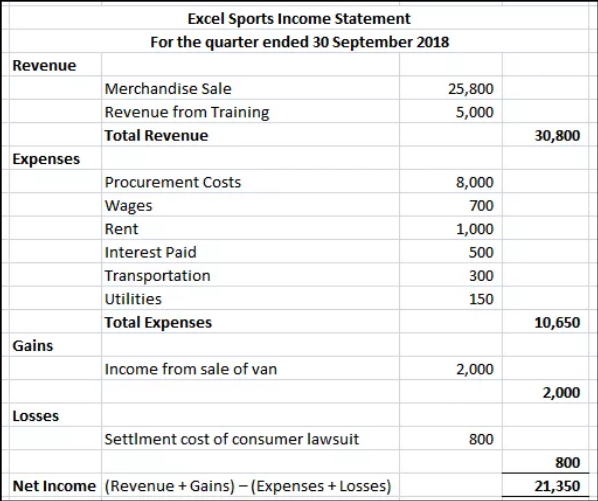 Excel Sports Income Statement
For the quarter ended 30 September 2018
Revenue
Merchandise Sale 25,800
Revenue from Training 5,000
Total Revenue 30,800
Expenses
Procurement Costs 8,000
Wages 700
Rent 1,000
Interest Paid 500
Transportation 300
Utilities 150
Total Expenses 10,650
Gains
Income from sale of van 2,000
2,000
Losses
Settlment cost of consumer lawsuit 800
800
Net Income (Revenue + Gains) – (Expenses + Losses) 21,350